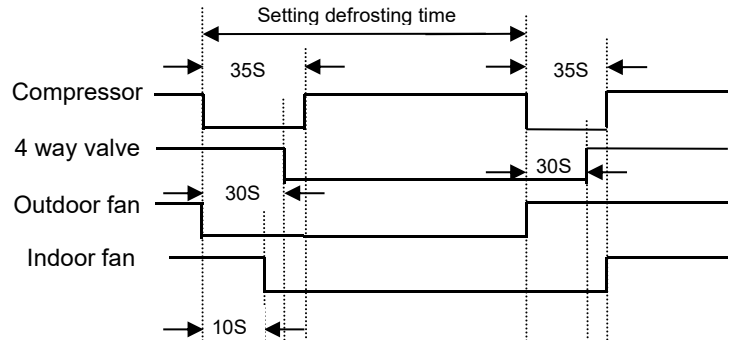 Setting defrosting time
35S 35S
Compressor
4 way valve
30S
30S
Outdoor fan
Indoor fan
10S